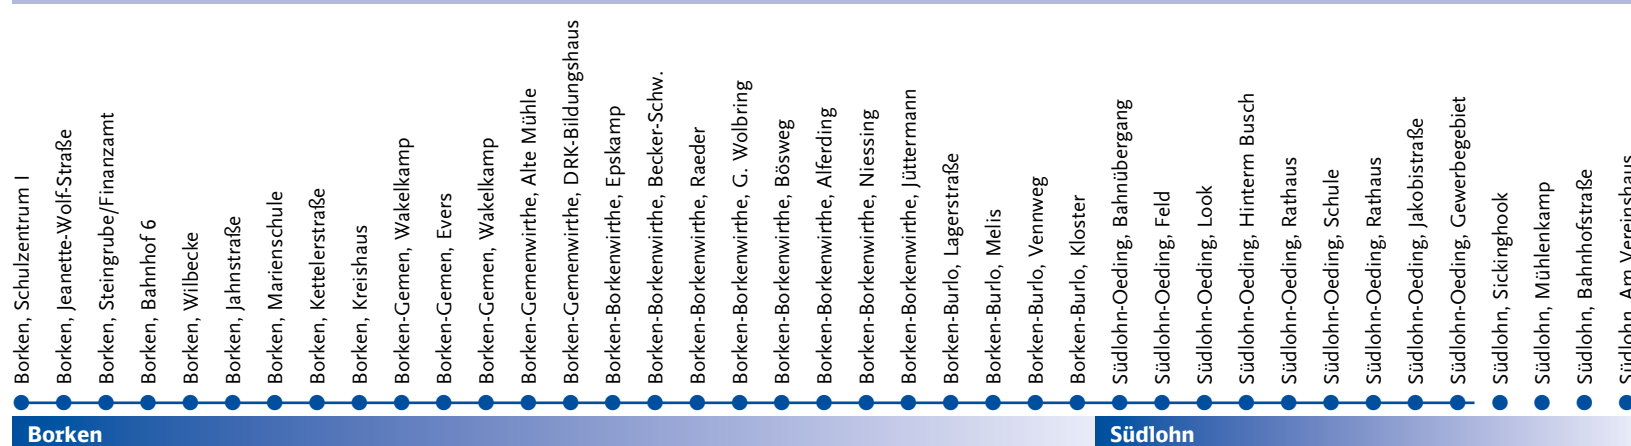 Borken, Schulzentrum I
Borken, Jeanette-Wolf-Straße
Borken, Steingrube/Finanzamt
Borken, Bahnhof 6
Borken, Wilbecke
Borken, Jahnstraße
Borken, Marienschule
Borken, Kettelerstraße
Borken, Kreishaus
Borken-Gemen, Wakelkamp
Borken-Gemen, Evers
Borken-Gemen, Wakelkamp
Borken-Gemenwirthe, Alte Mühle
Borken-Gemenwirthe, DRK-Bildungshaus
Borken-Borkenwirthe, Epskamp
Borken-Borkenwirthe, Becker-Schw.
Borken-Borkenwirthe, Raeder
Borken-Borkenwirthe, G. Wolbring
Borken-Borkenwirthe, Bösweg
Borken-Borkenwirthe, Alferding
Borken-Borkenwirthe, Niessing
Borken-Borkenwirthe, Jüttermann
Borken-Burlo, Lagerstraße
Borken-Burlo, Melis
Borken-Burlo, Vennweg
Borken-Burlo, Kloster
Südlohn-Oeding, Bahnübergang
Südlohn-Oeding, Feld
Südlohn-Oeding, Look
Südlohn-Oeding, Hinterm Busch
Südlohn-Oeding, Rathaus
Südlohn-Oeding, Schule
Südlohn-Oeding, Rathaus
Südlohn-Oeding, Jakobistraße
Südlohn-Oeding, Gewerbegebiet
Südlohn, Sickinghook
Südlohn, Mühlenkamp
Südlohn, Bahnhofstraße
Südlohn, Am Vereinshaus
Borken
Südlohn